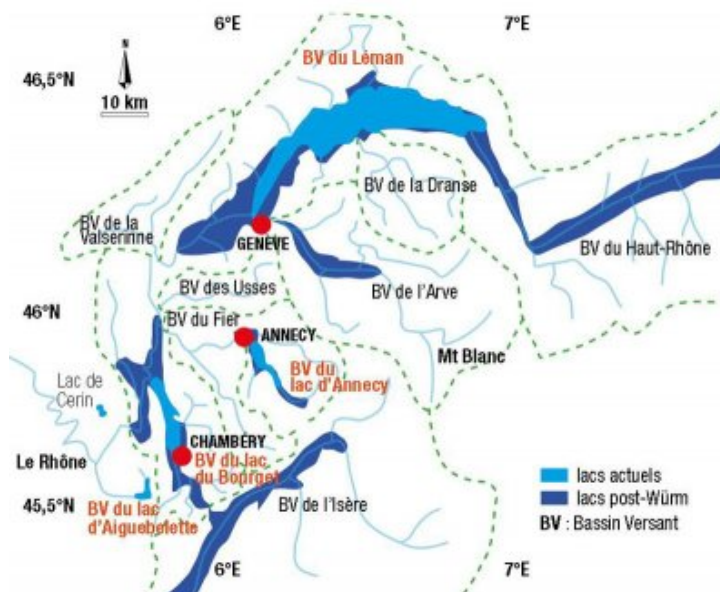 6°E
7°E
N
46,5°N
10 km
BV du Léman
BV de la
Valserinne
BV de la Dranse
GENEVE
BV du Haut-Rhône
BV des Usses
BV de l'Arve
46°N
BV du Fier
ANNECY
Mt Blanc
BV du
lac d'Annecy
Lac de
Cerin
CHAMBÉRY
Le Rhône
BV du lac
du Bourget
lacs actuels
45,5°N
BV du lac
d'Aiguebelette
BV de l'Isère
lacs post-Würm
BV : Bassin Versant
6°E
7°E